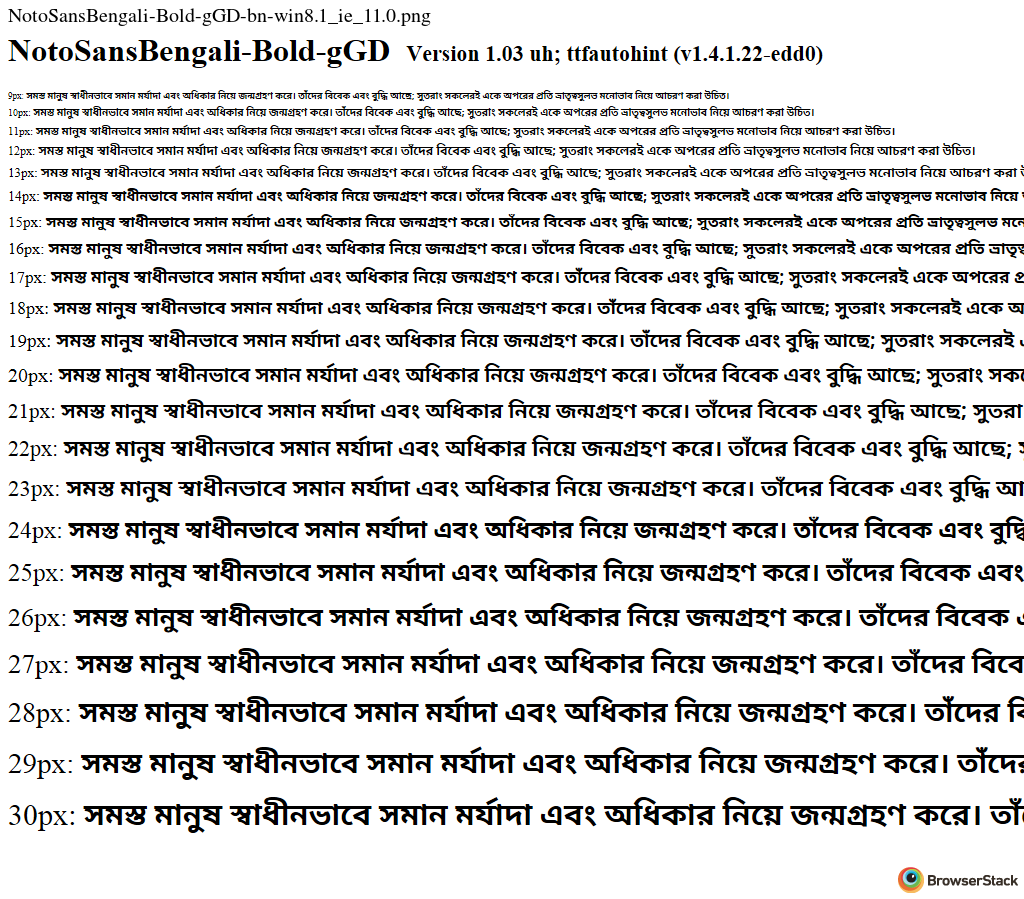 NotoSansBengali-Bold-gGD-bn-win8.1_ie_11.0.png
NotoSansBengali-Bold-gGD Version 1.03 uh; ttfautohint (v1.4.1.22-edd0)
9px: সমস্ত মানুষ স্বাধীনভাবে সমান মর্যাদা এবং অধিকার নিয়ে জন্মগ্রহণ করে। তাঁদের বিবেক এবং বুদ্ধি আছে; সুতরাং সকলেরই একে অপরের প্রতি ভ্রাতৃত্বসুলভ মনোভাব নিয়ে আচরণ করা উচিত।
10px: সমস্ত মানুষ স্বাধীনভাবে সমান মর্যাদা এবং অধিকার নিয়ে জন্মগ্রহণ করে। তাঁদের বিবেক এবং বুদ্ধি আছে; সুতরাং সকলেরই একে অপরের প্রতি ভ্রাতৃত্বসুলভ মনোভাব নিয়ে আচরণ করা উচিত।
11px: সমস্ত মানুষ স্বাধীনভাবে সমান মর্যাদা এবং অধিকার নিয়ে জন্মগ্রহণ করে। তাঁদের বিবেক এবং বুদ্ধি আছে; সুতরাং সকলেরই একে অপরের প্রতি ভ্রাতৃত্বসুলভ মনোভাব নিয়ে আচরণ করা উচিত।
12px: সমস্ত মানুষ স্বাধীনভাবে সমান মর্যাদা এবং অধিকার নিয়ে জন্মগ্রহণ করে। তাঁদের বিবেক এবং বুদ্ধি আছে; সুতরাং সকলেরই একে অপরের প্রতি ভ্রাতৃত্বসুলভ মনোভাব নিয়ে আচরণ করা উচিত।
13px: সমস্ত মানুষ স্বাধীনভাবে সমান মর্যাদা এবং অধিকার নিয়ে জন্মগ্রহণ করে। তাঁদের বিবেক এবং বুদ্ধি আছে; সুতরাং সকলেরই একে অপরের প্রতি ভ্রাতৃত্বসুলভ মনোভাব নিয়ে আচরণ করা
14px: সমস্ত মানুষ স্বাধীনভাবে সমান মর্যাদা এবং অধিকার নিয়ে জন্মগ্রহণ করে। তাঁদের বিবেক এবং বুদ্ধি আছে; সুতরাং সকলেরই একে অপরের প্রতি ভ্রাতৃত্বসুলভ মনোভাব নিয়ে
15px: সমস্ত মানুষ স্বাধীনভাবে সমান মর্যাদা এবং অধিকার নিয়ে জন্মগ্রহণ করে। তাঁদের বিবেক এবং বুদ্ধি আছে; সুতরাং সকলেরই একে অপরের প্রতি ভ্রাতৃত্বসুলভ
16px: সমস্ত মানুষ স্বাধীনভাবে সমান মর্যাদা এবং অধিকার নিয়ে জন্মগ্রহণ করে। তাঁদের বিবেক এবং বুদ্ধি আছে; সুতরাং সকলেরই একে অপরের প্রতি
17px: সমস্ত মানুষ স্বাধীনভাবে সমান মর্যাদা এবং অধিকার নিয়ে জন্মগ্রহণ করে। তাঁদের বিবেক এবং বুদ্ধি আছে; সুতরাং সকলেরই একে অপরের
18px: সমস্ত মানুষ স্বাধীনভাবে সমান মর্যাদা এবং অধিকার নিয়ে জন্মগ্রহণ করে। তাঁদের বিবেক এবং বুদ্ধি আছে; সুতরাং সকলেরই একে
19px: সমস্ত মানুষ স্বাধীনভাবে সমান মর্যাদা এবং অধিকার নিয়ে জন্মগ্রহণ করে। তাঁদের বিবেক এবং বুদ্ধি আছে; সুতরাং সকলেরই
20px: সমস্ত মানুষ স্বাধীনভাবে সমান মর্যাদা এবং অধিকার নিয়ে জন্মগ্রহণ করে। তাঁদের বিবেক এবং বুদ্ধি আছে; সুতরাং
21px: সমস্ত মানুষ স্বাধীনভাবে সমান মর্যাদা এবং অধিকার নিয়ে জন্মগ্রহণ করে। তাঁদের বিবেক এবং বুদ্ধি আছে; সুতরা
22px: সমস্ত মানুষ স্বাধীনভাবে সমান মর্যাদা এবং অধিকার নিয়ে জন্মগ্রহণ করে। তাঁদের বিবেক এবং বুদ্ধি আছে;
23px: সমস্ত মানুষ স্বাধীনভাবে সমান মর্যাদা এবং অধিকার নিয়ে জন্মগ্রহণ করে। তাঁদের বিবেক এবং বুদ্ধি আ
24px: সমস্ত মানুষ স্বাধীনভাবে সমান মর্যাদা এবং অধিকার নিয়ে জন্মগ্রহণ করে। তাঁদের বিবেক এবং বুদ্ধি
25px: সমস্ত মানুষ স্বাধীনভাবে সমান মর্যাদা এবং অধিকার নিয়ে জন্মগ্রহণ করে। তাঁদের বিবেক এবং
26px: সমস্ত মানুষ স্বাধীনভাবে সমান মর্যাদা এবং অধিকার নিয়ে জন্মগ্রহণ করে। তাঁদের বিবেক
27px: সমস্ত মানুষ স্বাধীনভাবে সমান মর্যাদা এবং অধিকার নিয়ে জন্মগ্রহণ করে। তাঁদের বিবে
28px: সমস্ত মানুষ স্বাধীনভাবে সমান মর্যাদা এবং অধিকার নিয়ে জন্মগ্রহণ করে। তাঁদের
29px: সমস্ত মানুষ স্বাধীনভাবে সমান মর্যাদা এবং অধিকার নিয়ে জন্মগ্রহণ করে। তাঁদের
30px: সমস্ত মানুষ স্বাধীনভাবে সমান মর্যাদা এবং অধিকার নিয়ে জন্মগ্রহণ করে। তাঁ
BrowserStack